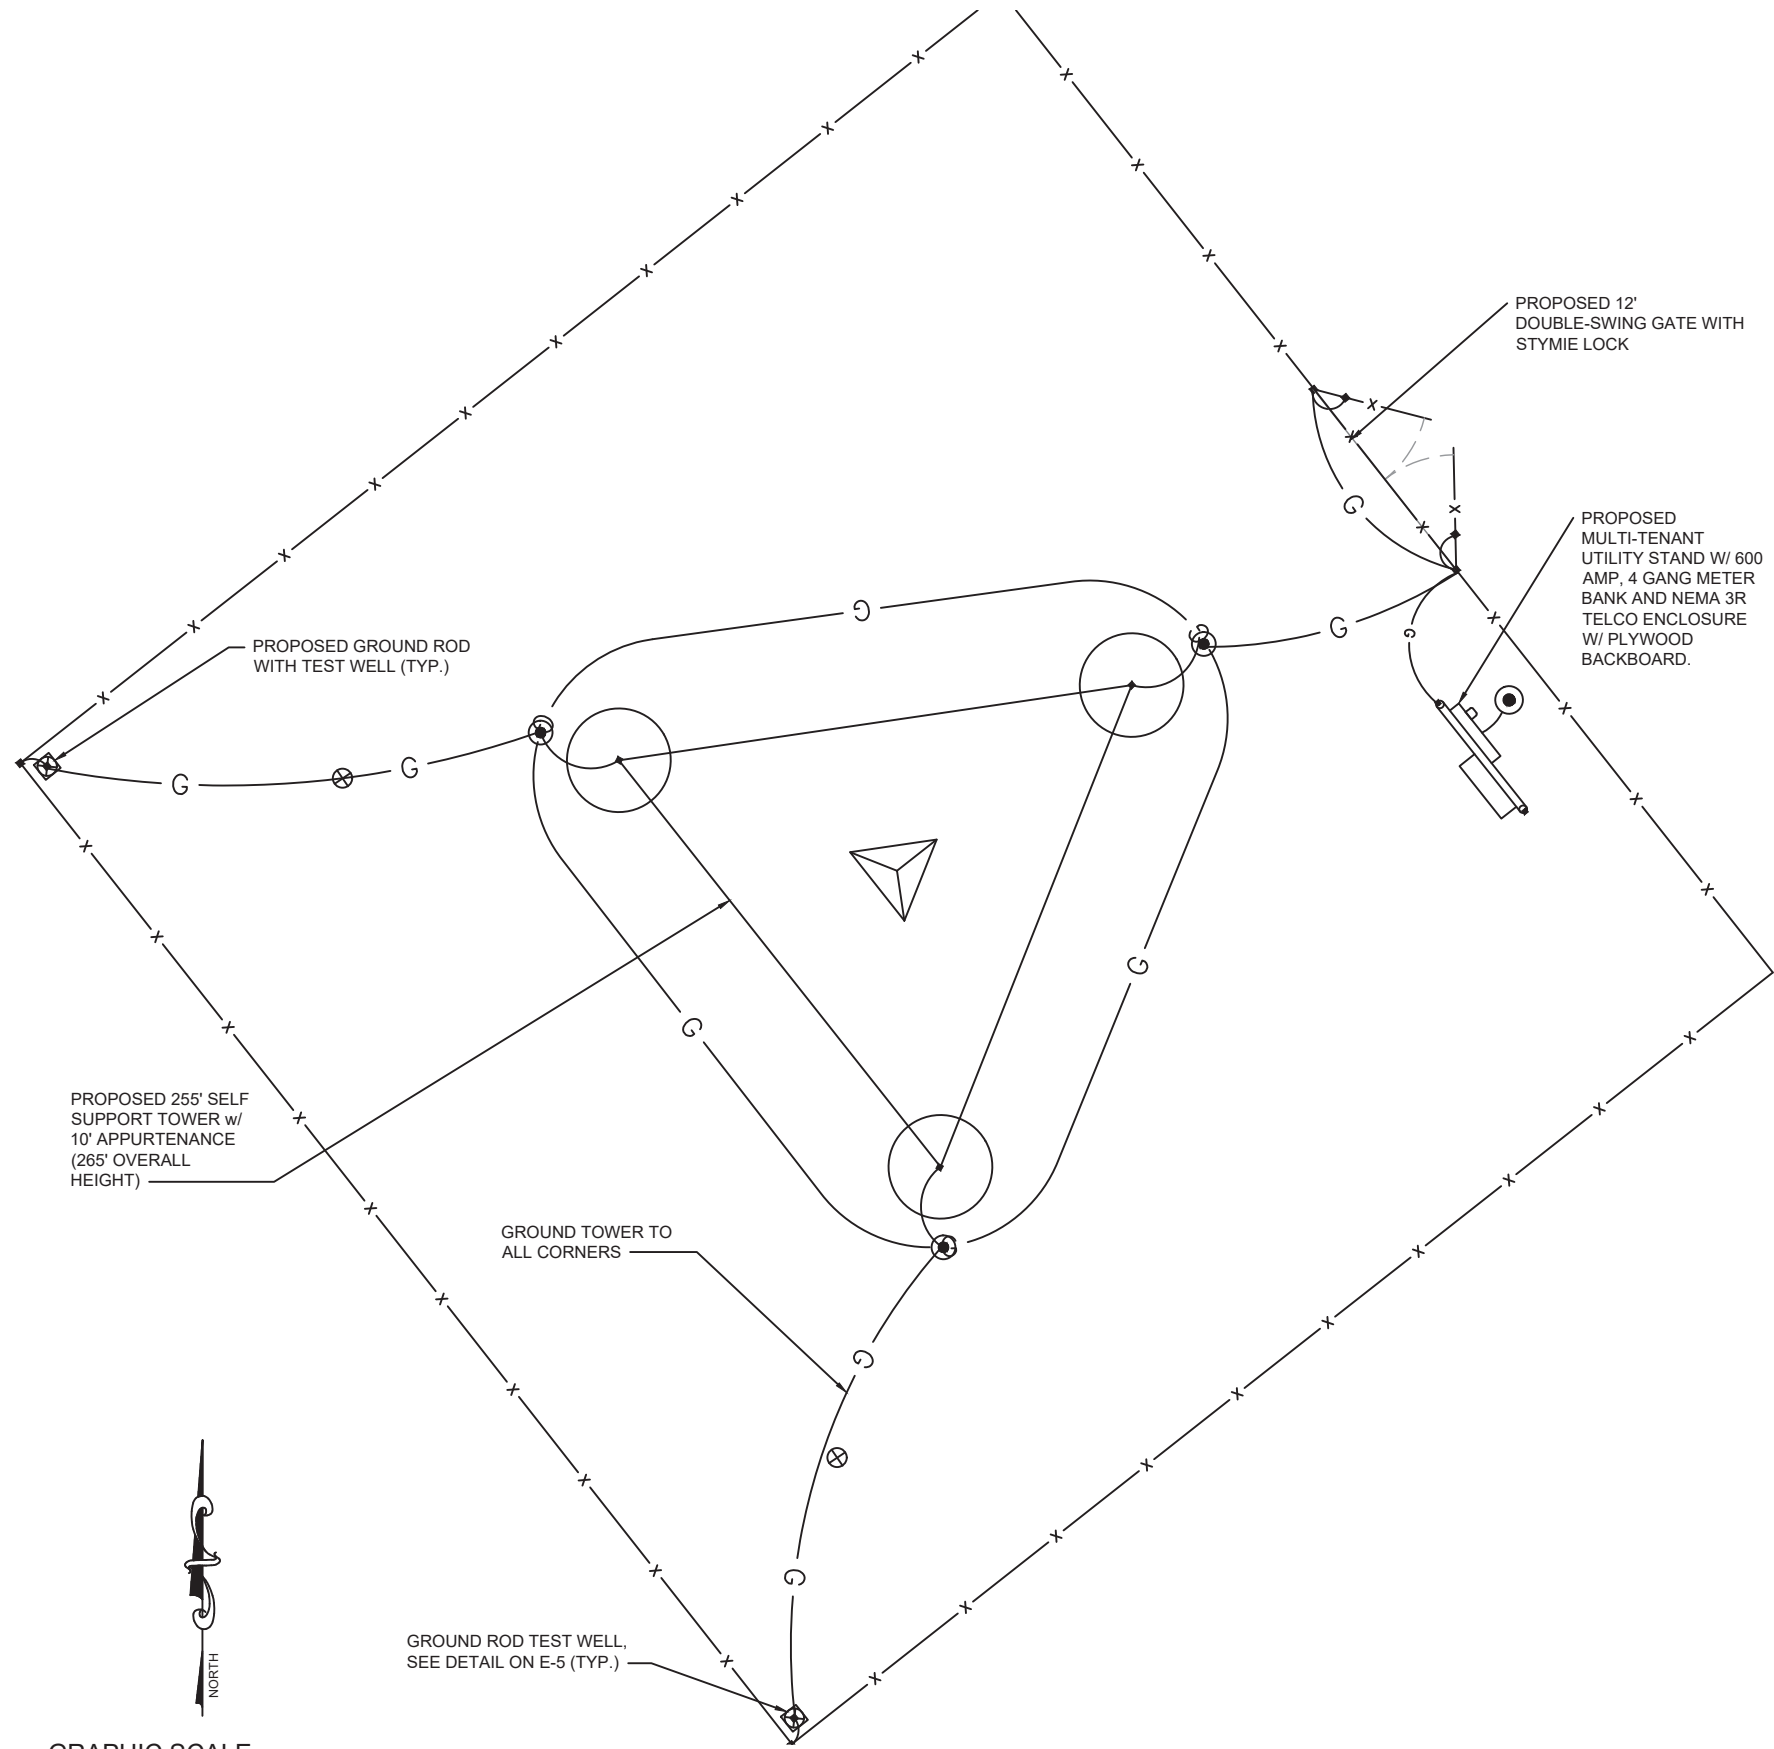 PROPOSED 12'
DOUBLE-SWING GATE WITH
STYMIE LOCK
PROPOSED
MULTI-TENANT
UTILITY STAND W/ 600
AMP, 4 GANG METER
BANK AND NEMA 3R
TELCO ENCLOSURE
W/ PLYWOOD
BACKBOARD.
PROPOSED GROUND ROD
WITH TEST WELL (TYP.)
PROPOSED 255' SELF
SUPPORT TOWER w/
10' APPURTENANCE
(265' OVERALL
HEIGHT)
GROUND TOWER TO
ALL CORNERS
GROUND ROD TEST WELL,
SEE DETAIL ON E-5 (TYP.)
NORTH
GRAPHIC SCALE